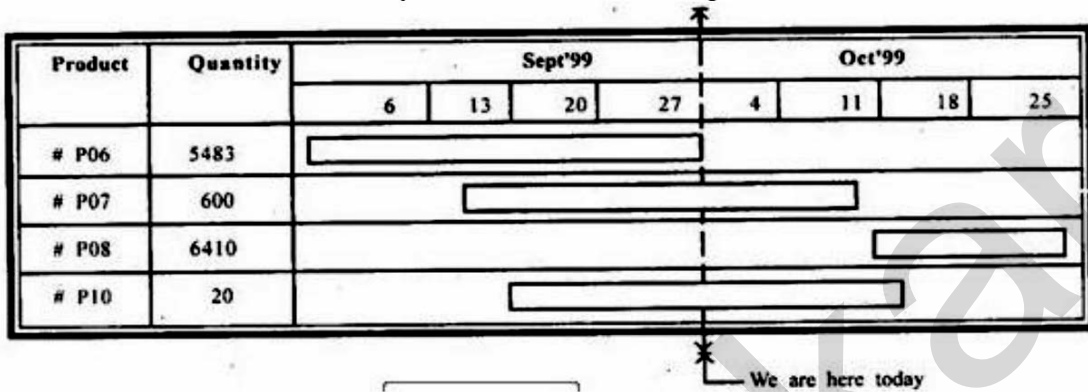 Product Quantity Sept'99 Oct'99
6 13 20 27 4 11 18 25
# P06 5483
# P07 600
# P08 6410
# P10 20
We are here today